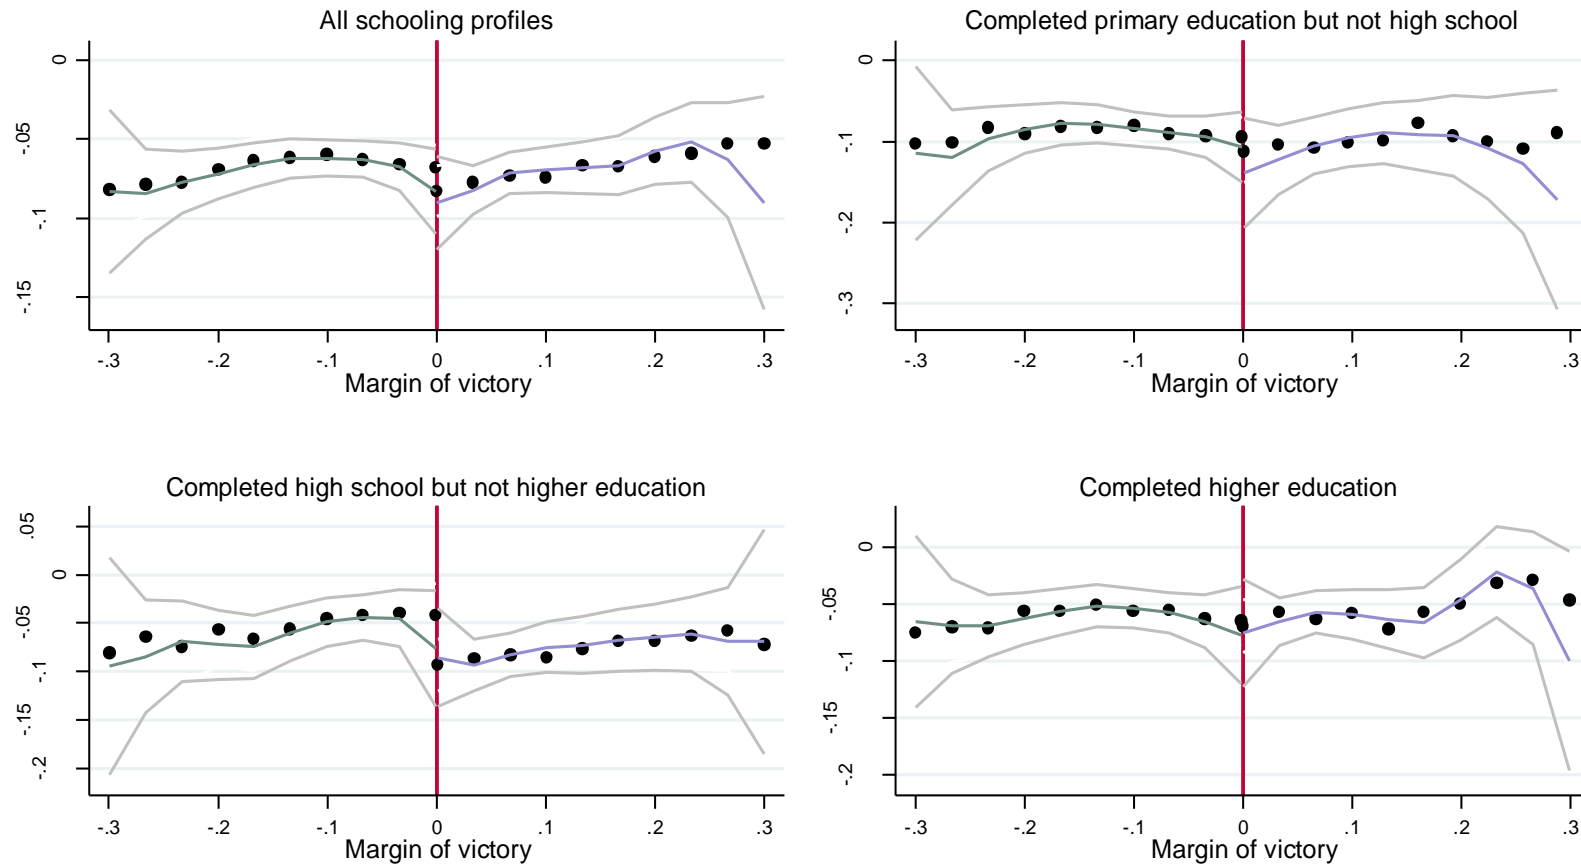 All schooling profiles
0
-.05
-.1
-.15
-.3 -.2 -.1 0 .1 .2 .3
Margin of victory
Completed primary education but not high school
0
-.1
-.2
-.3
-.3 -.2 -.1 0 .1 .2 .3
Margin of victory
Completed high school but not higher education
.05
0
-.05
-.1
-.15
-.2
-.3 -.2 -.1 0 .1 .2 .3
Margin of victory
Completed higher education
0
-.05
-.1
-.15
-.2
-.3 -.2 -.1 0 .1 .2 .3
Margin of victory